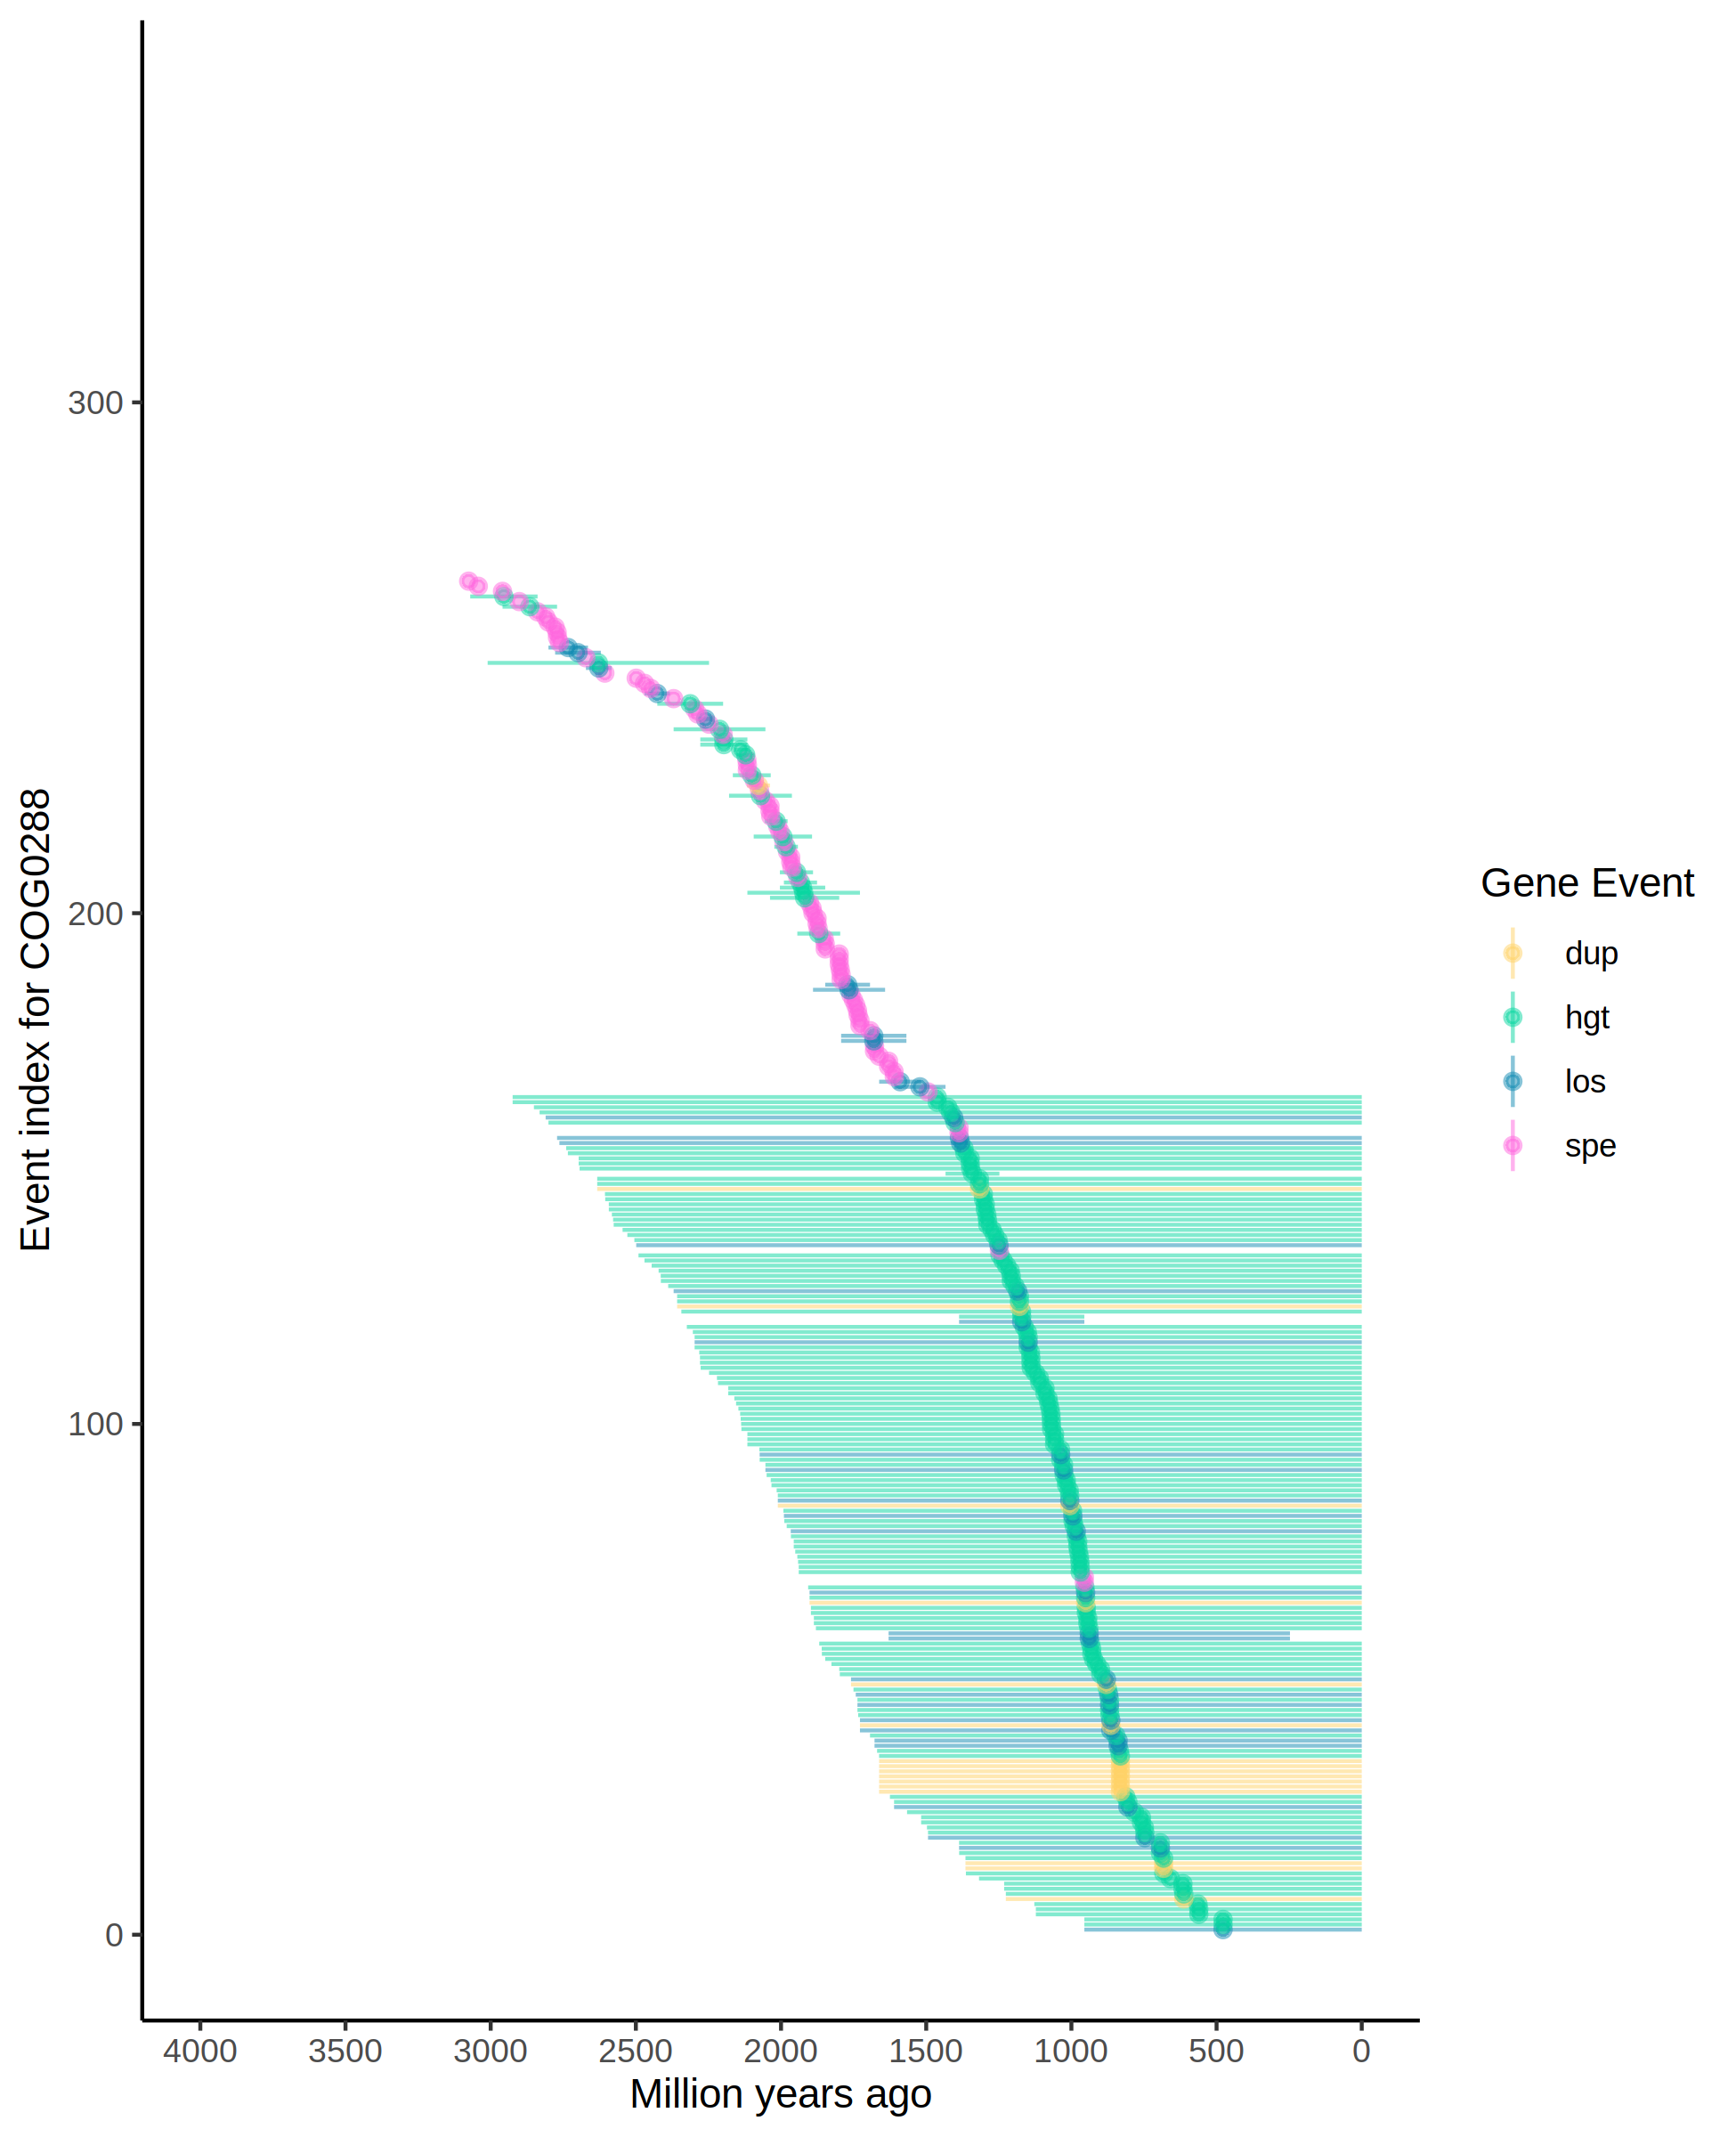 300
200
100
0
Event index for COG0288
4000 3500 3000 2500 2000 1500 1000 500 0
Million years ago
Gene Event
dup
hgt
los
spe